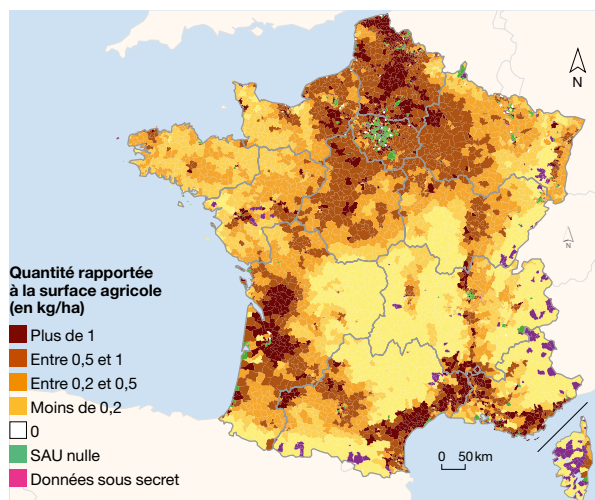 N
N
Quantité rapportée
à la surface agricole
(en kg/ha)
Plus de 1
Entre 0,5 et 1
Entre 0,2 et 0,5
Moins de 0,2
0
SAU nulle
Données sous secret
0 50 km